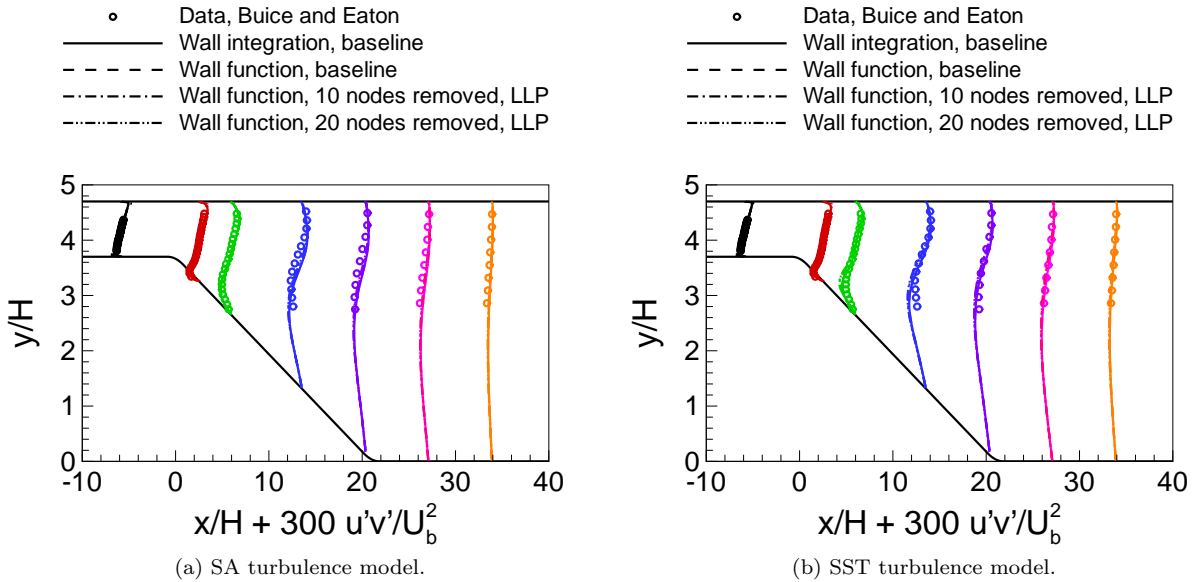 Data, Buice and Eaton
Wall integration, baseline
Wall function, baseline
Wall function, 10 nodes removed, LLP
Wall function, 20 nodes removed, LLP
5
4
3
2
1
0
y/H
-10
0
10
20
30
40
x/H + 300 u'v'/U_b^2
(a) SA turbulence model.
Data, Buice and Eaton
Wall integration, baseline
Wall function, baseline
Wall function, 10 nodes removed, LLP
Wall function, 20 nodes removed, LLP
5
4
3
2
1
0
y/H
-10
0
10
20
30
40
x/H + 300 u'v'/U_b^2
(b) SST turbulence model.